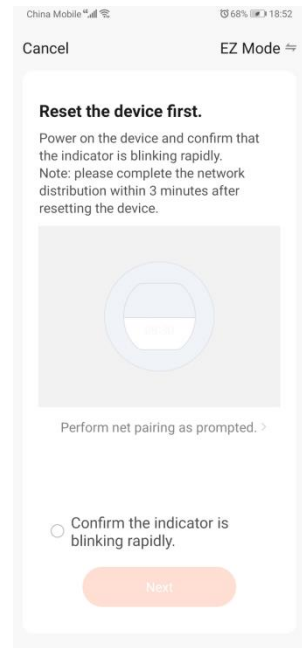 China Mobile 68% 18:52
Cancel EZ Mode
Reset the device first.
Power on the device and confirm that
the indicator is blinking rapidly.
Note: please complete the network
distribution within 3 minutes after
resetting the device.
Perform net pairing as prompted. >
Confirm the indicator is
blinking rapidly.
Next